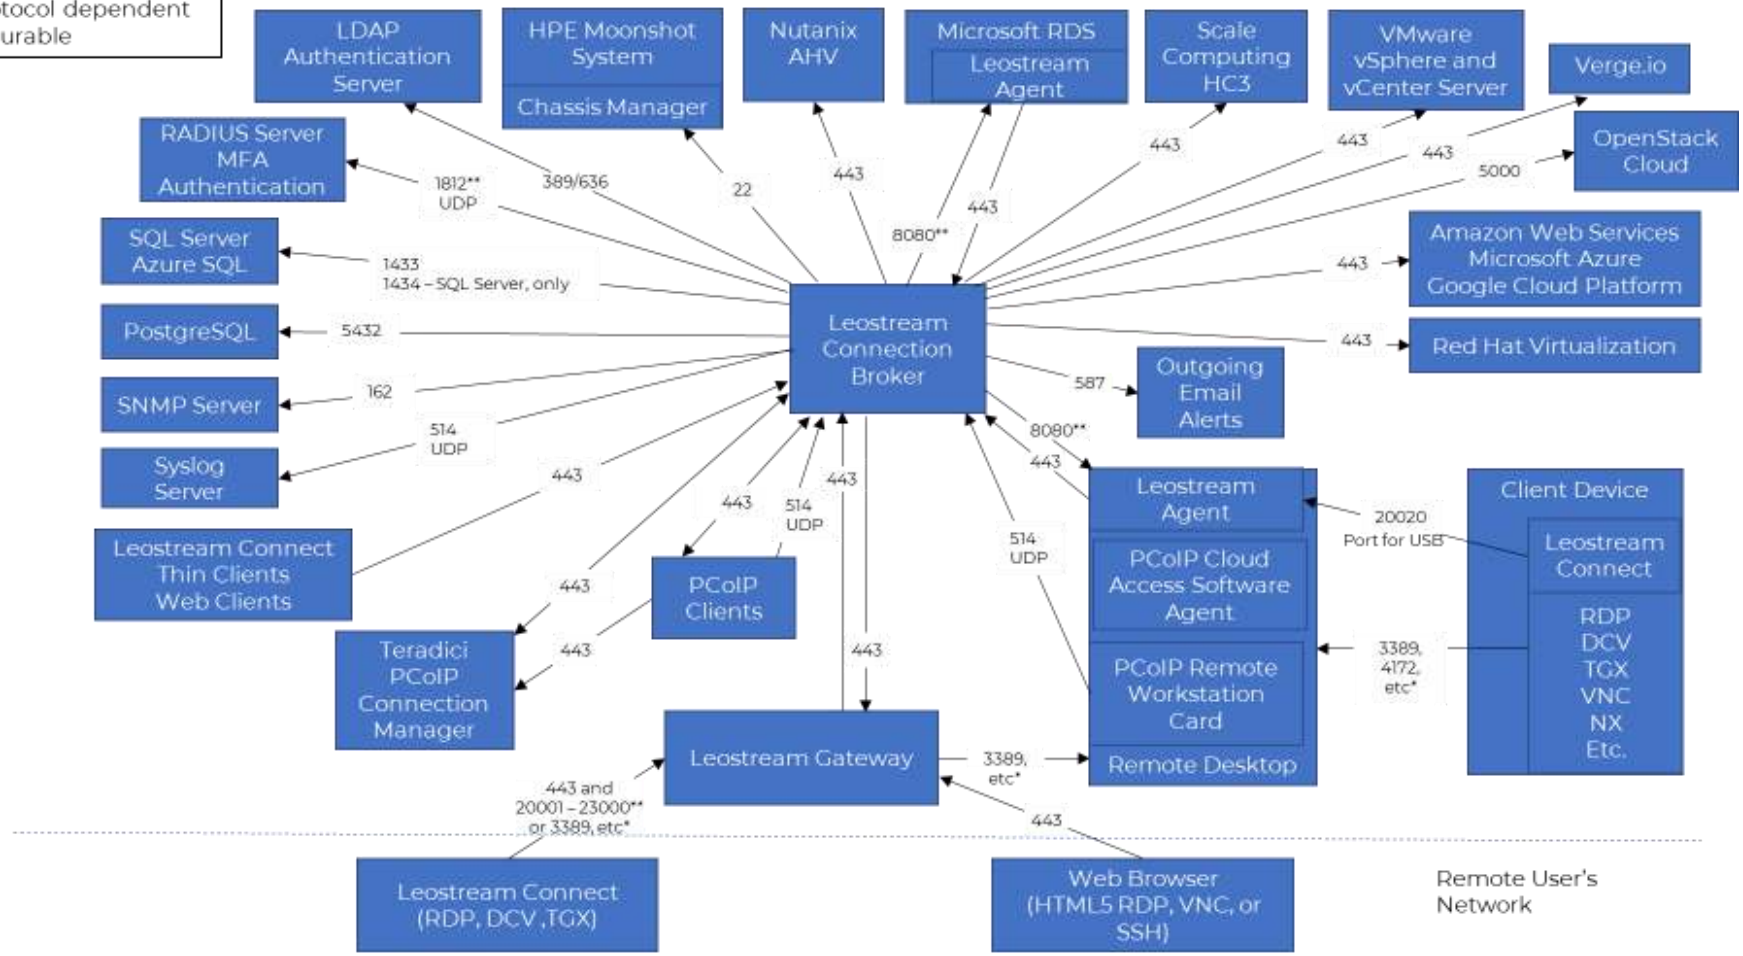 dependent
LDAP
Authentication
Server
HPE Moonshot
System
Chassis Manager
Nutanix
AHV
Microsoft RDS
Leostream
Agent
Scale
Computing
HC3
VMware
vSphere and
vCenter Server
Verge.io
OpenStack
Cloud
RADIUS Server
MFA
Authentication
1812**
UDP
389/636
22
443
8080**
443
443
443
443
5000
SQL Server
Azure SQL
1433
1434 – SQL Server, only
Amazon Web Services
Microsoft Azure
Google Cloud Platform
443
PostgreSQL
5432
Leostream
Connection
Broker
443
Red Hat Virtualization
SNMP Server
162
587
Outgoing
Email
Alerts
Syslog
Server
514
UDP
8080**
443
Leostream Connect
Thin Clients
Web Clients
443
443
514
UDP
443
514
UDP
Leostream
Agent
PCoIP Cloud
Access Software
Agent
PCoIP Remote
Workstation
Card
Remote Desktop
20020
Port for USB
Client Device
Leostream
Connect
RDP
DCV
TGX
VNC
NX
Etc.
3389,
4172,
etc*
PCoIP
Clients
443
443
443
Teradici
PCoIP
Connection
Manager
Leostream Gateway
3389,
etc*
443 and
20001 – 23000**
or 3389, etc*
443
Leostream Connect
(RDP, DCV ,TGX)
Web Browser
(HTML5 RDP, VNC, or
SSH)
Remote User's
Network